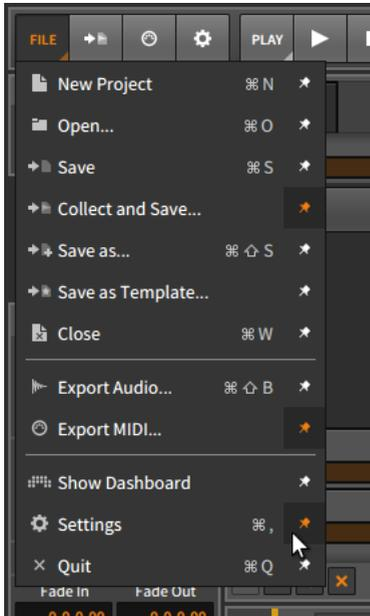 FILE
PLAY
New Project ⌘ N
Open... ⌘ O
Save ⌘ S
Collect and Save...
Save as... ⌘ ⇧ S
Save as Template...
Close ⌘ W
Export Audio... ⌘ ⇧ B
Export MIDI...
Show Dashboard
Settings ⌘ ,
Quit ⌘ Q
Fade In Fade Out